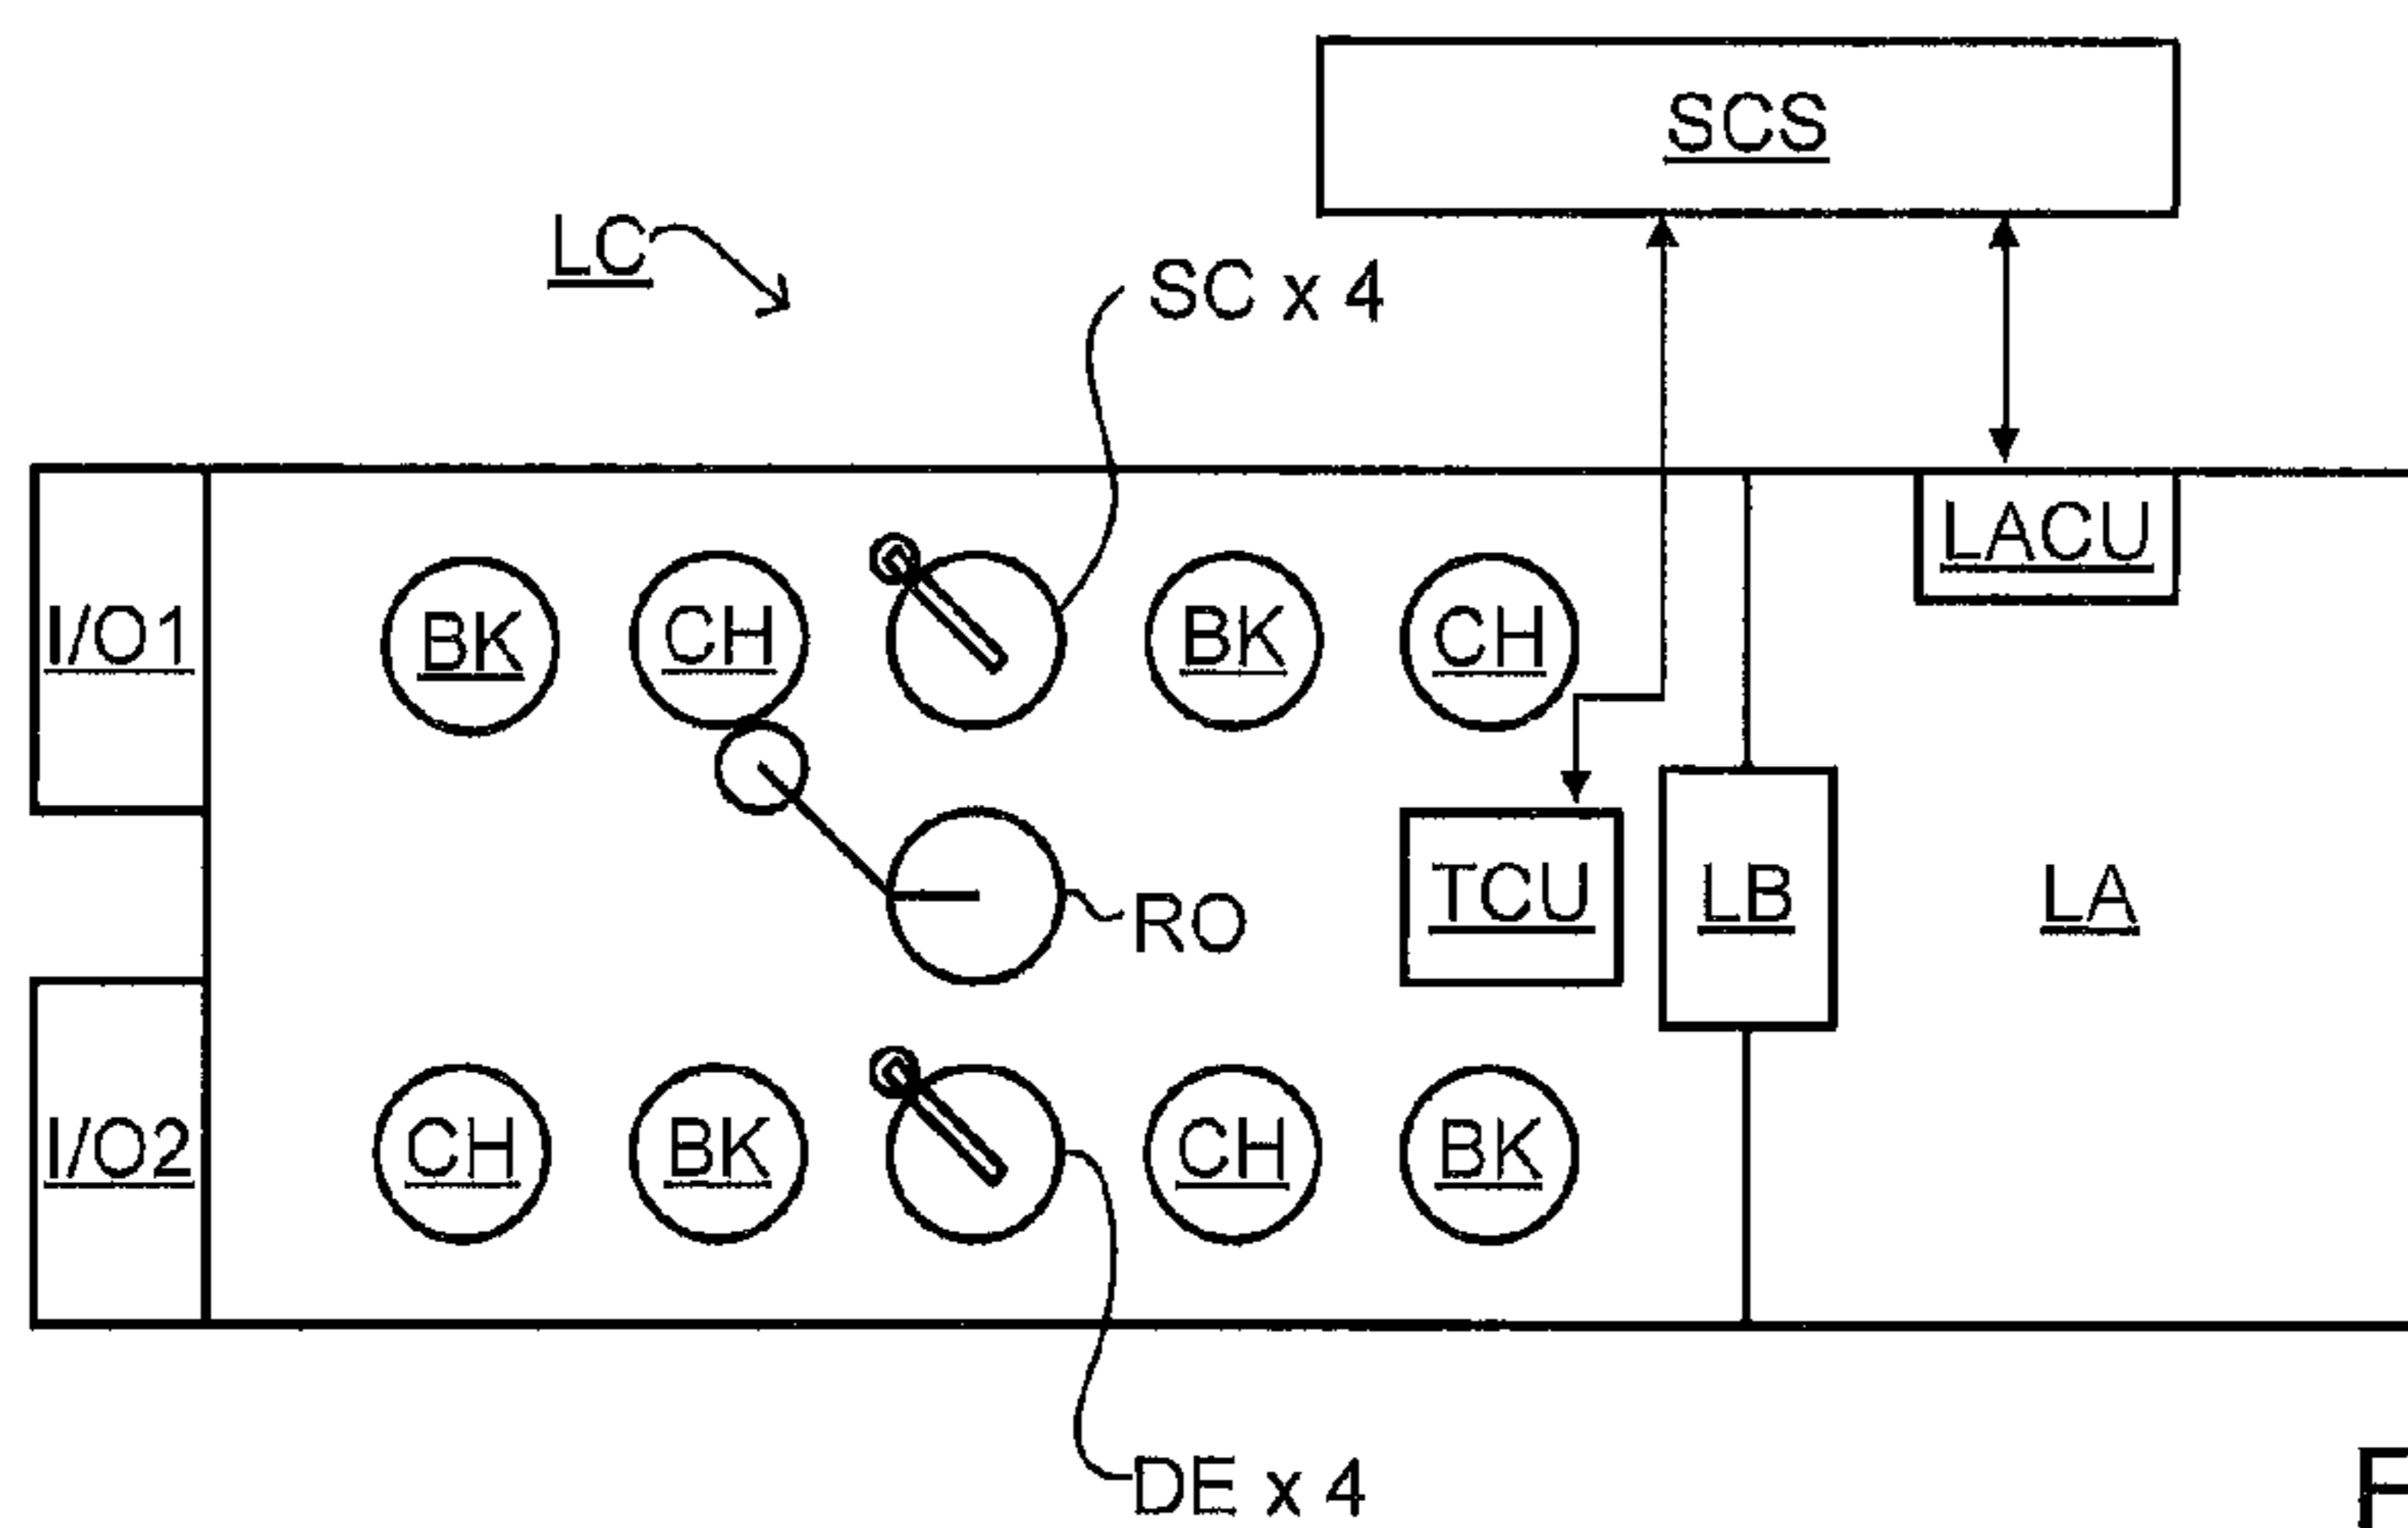 SCS
LC
SC x 4
LACU
I/O1
BK
CH
BK
CH
RO
TCU
LB
LA
I/O2
CH
BK
CH
BK
DE x 4
F